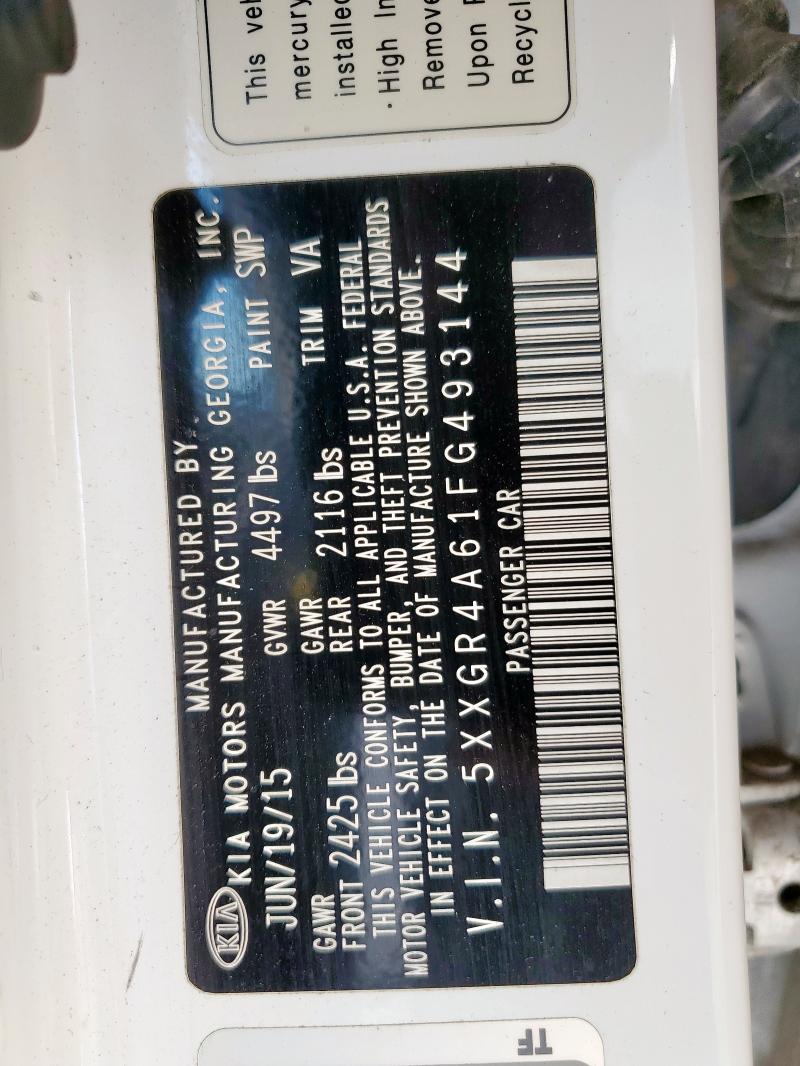 This veh
mercury
installed
· High In
Remove
Upon R
Recycl
MANUFACTURED BY
KIA KIA MOTORS MANUFACTURING GEORGIA, INC.
JUN/19/15 GVWR 4497 lbs PAINT SWP
GAWR FRONT 2425 lbs GAWR REAR 2116 lbs TRIM VA
THIS VEHICLE CONFORMS TO ALL APPLICABLE U.S.A. FEDERAL
MOTOR VEHICLE SAFETY, BUMPER, AND THEFT PREVENTION STANDARDS
IN EFFECT ON THE DATE OF MANUFACTURE SHOWN ABOVE.
V.I.N. 5XXGR4A61FG493144
PASSENGER CAR
TF